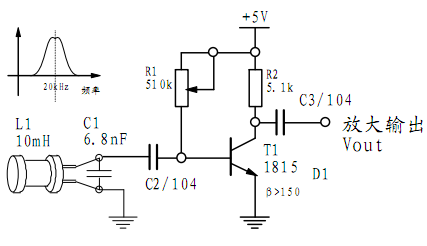 +5V
R1
510k
R2
5.1k
20kHz
频率
C3/104
L1
10mH
C1
6.8nF
放大输出
Vout
T1
1815
D1
C2/104
β>150